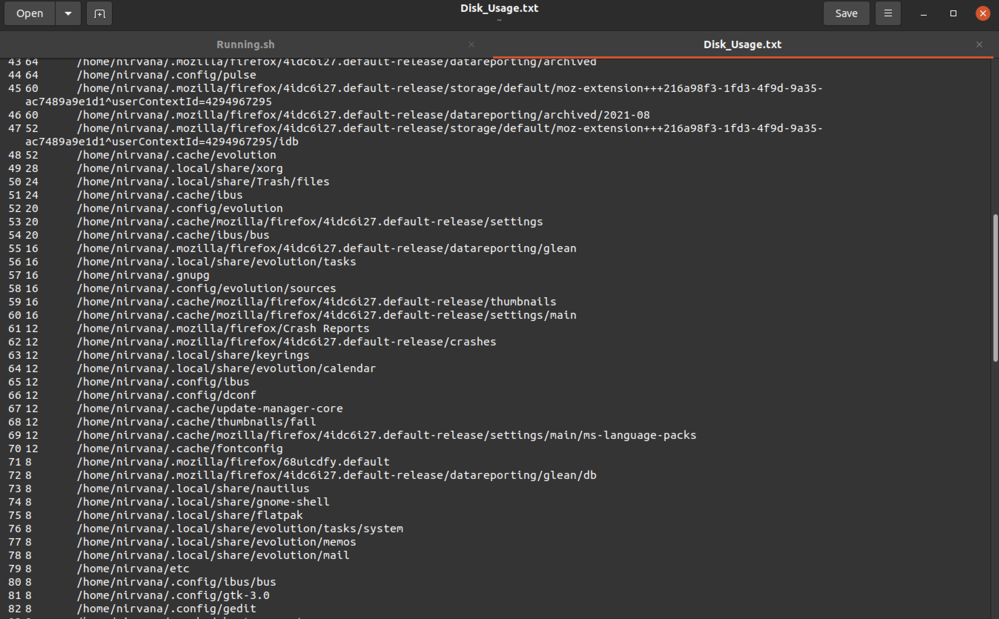 Open
Disk_Usage.txt
~
Save
Running.sh
Disk_Usage.txt
43 64 /home/nirvana/.mozilla/firefox/4idc6i27.default-release/datareporting/archived
44 64 /home/nirvana/.config/pulse
45 60 /home/nirvana/.mozilla/firefox/4idc6i27.default-release/storage/default/moz-extension+++216a98f3-1fd3-4f9d-9a35-
ac7489a9e1d1^userContextId=4294967295
46 60 /home/nirvana/.mozilla/firefox/4idc6i27.default-release/datareporting/archived/2021-08
47 52 /home/nirvana/.mozilla/firefox/4idc6i27.default-release/storage/default/moz-extension+++216a98f3-1fd3-4f9d-9a35-
ac7489a9e1d1^userContextId=4294967295/idb
48 52 /home/nirvana/.cache/evolution
49 28 /home/nirvana/.local/share/xorg
50 24 /home/nirvana/.local/share/Trash/files
51 24 /home/nirvana/.cache/ibus
52 20 /home/nirvana/.config/evolution
53 20 /home/nirvana/.cache/mozilla/firefox/4idc6i27.default-release/settings
54 20 /home/nirvana/.cache/ibus/bus
55 16 /home/nirvana/.mozilla/firefox/4idc6i27.default-release/datareporting/glean
56 16 /home/nirvana/.local/share/evolution/tasks
57 16 /home/nirvana/.gnupg
58 16 /home/nirvana/.config/evolution/sources
59 16 /home/nirvana/.cache/mozilla/firefox/4idc6i27.default-release/thumbnails
60 16 /home/nirvana/.cache/mozilla/firefox/4idc6i27.default-release/settings/main
61 12 /home/nirvana/.mozilla/firefox/Crash Reports
62 12 /home/nirvana/.mozilla/firefox/4idc6i27.default-release/crashes
63 12 /home/nirvana/.local/share/keyrings
64 12 /home/nirvana/.local/share/evolution/calendar
65 12 /home/nirvana/.config/ibus
66 12 /home/nirvana/.config/dconf
67 12 /home/nirvana/.cache/update-manager-core
68 12 /home/nirvana/.cache/thumbnails/fail
69 12 /home/nirvana/.cache/mozilla/firefox/4idc6i27.default-release/settings/main/ms-language-packs
70 12 /home/nirvana/.cache/fontconfig
71 8 /home/nirvana/.mozilla/firefox/68uicdfy.default
72 8 /home/nirvana/.mozilla/firefox/4idc6i27.default-release/datareporting/glean/db
73 8 /home/nirvana/.local/share/nautilus
74 8 /home/nirvana/.local/share/gnome-shell
75 8 /home/nirvana/.local/share/flatpak
76 8 /home/nirvana/.local/share/evolution/tasks/system
77 8 /home/nirvana/.local/share/evolution/memos
78 8 /home/nirvana/.local/share/evolution/mail
79 8 /home/nirvana/etc
80 8 /home/nirvana/.config/ibus/bus
81 8 /home/nirvana/.config/gtk-3.0
82 8 /home/nirvana/.config/gedit